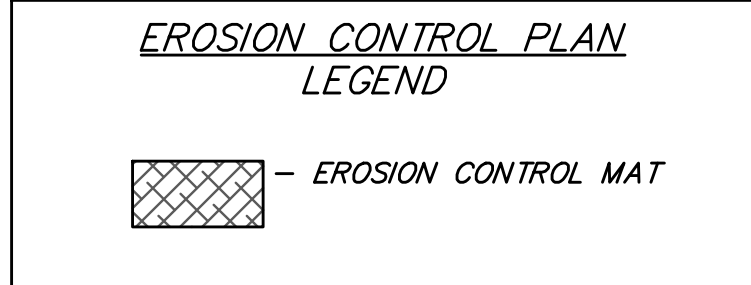 EROSION CONTROL PLAN
LEGEND
- EROSION CONTROL MAT